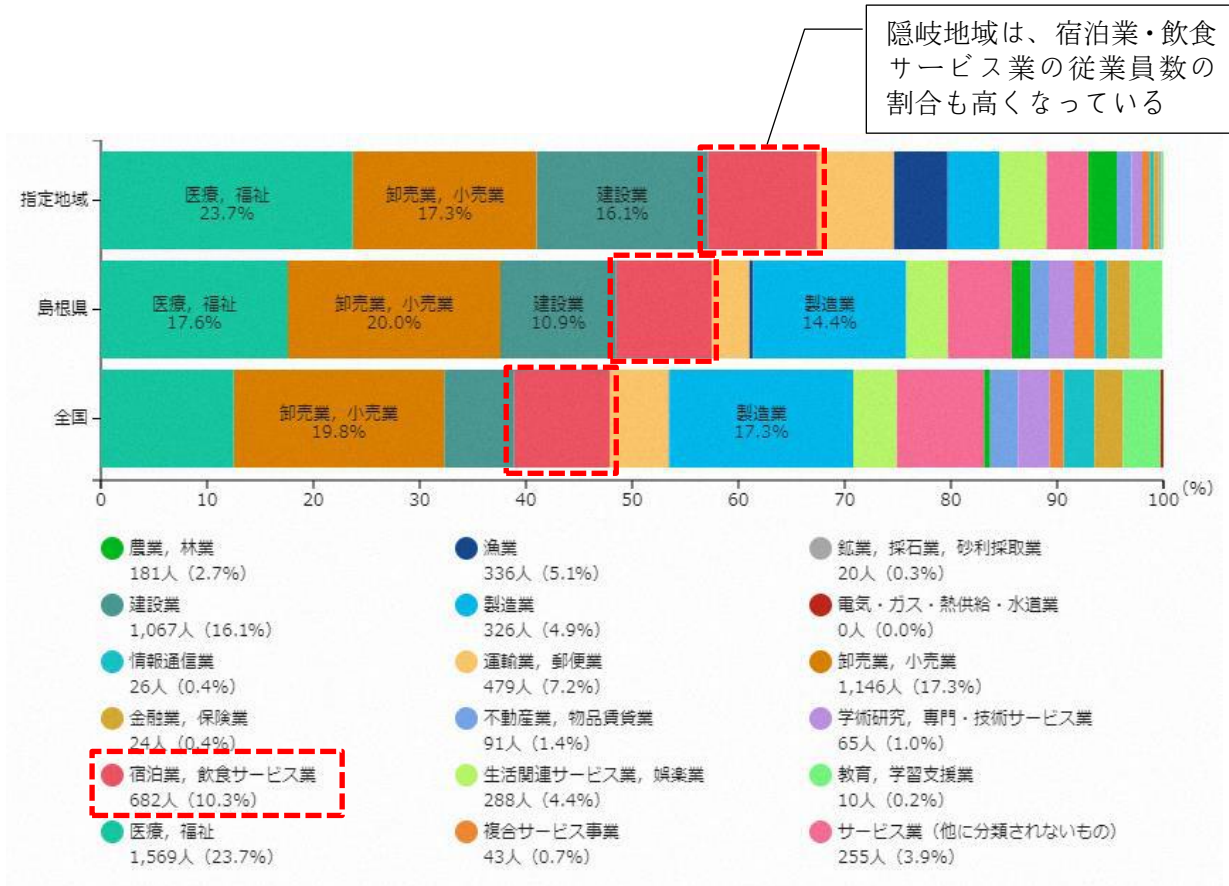 隠岐地域は、宿泊業・飲食
サービス業の従業員数の
割合も高くなっている
指定地域
医療, 福祉
23.7%
卸売業, 小売業
17.3%
建設業
16.1%
島根県
医療, 福祉
17.6%
卸売業, 小売業
20.0%
建設業
10.9%
製造業
14.4%
全国
卸売業, 小売業
19.8%
製造業
17.3%
0 10 20 30 40 50 60 70 80 90 100 (%)
農業, 林業
181人 (2.7%)
漁業
336人 (5.1%)
鉱業, 採石業, 砂利採取業
20人 (0.3%)
建設業
1,067人 (16.1%)
製造業
326人 (4.9%)
電気・ガス・熱供給・水道業
0人 (0.0%)
情報通信業
26人 (0.4%)
運輸業, 郵便業
479人 (7.2%)
卸売業, 小売業
1,146人 (17.3%)
金融業, 保険業
24人 (0.4%)
不動産業, 物品賃貸業
91人 (1.4%)
学術研究, 専門・技術サービス業
65人 (1.0%)
宿泊業, 飲食サービス業
682人 (10.3%)
生活関連サービス業, 娯楽業
288人 (4.4%)
教育, 学習支援業
10人 (0.2%)
医療, 福祉
1,569人 (23.7%)
複合サービス事業
43人 (0.7%)
サービス業 (他に分類されないもの)
255人 (3.9%)